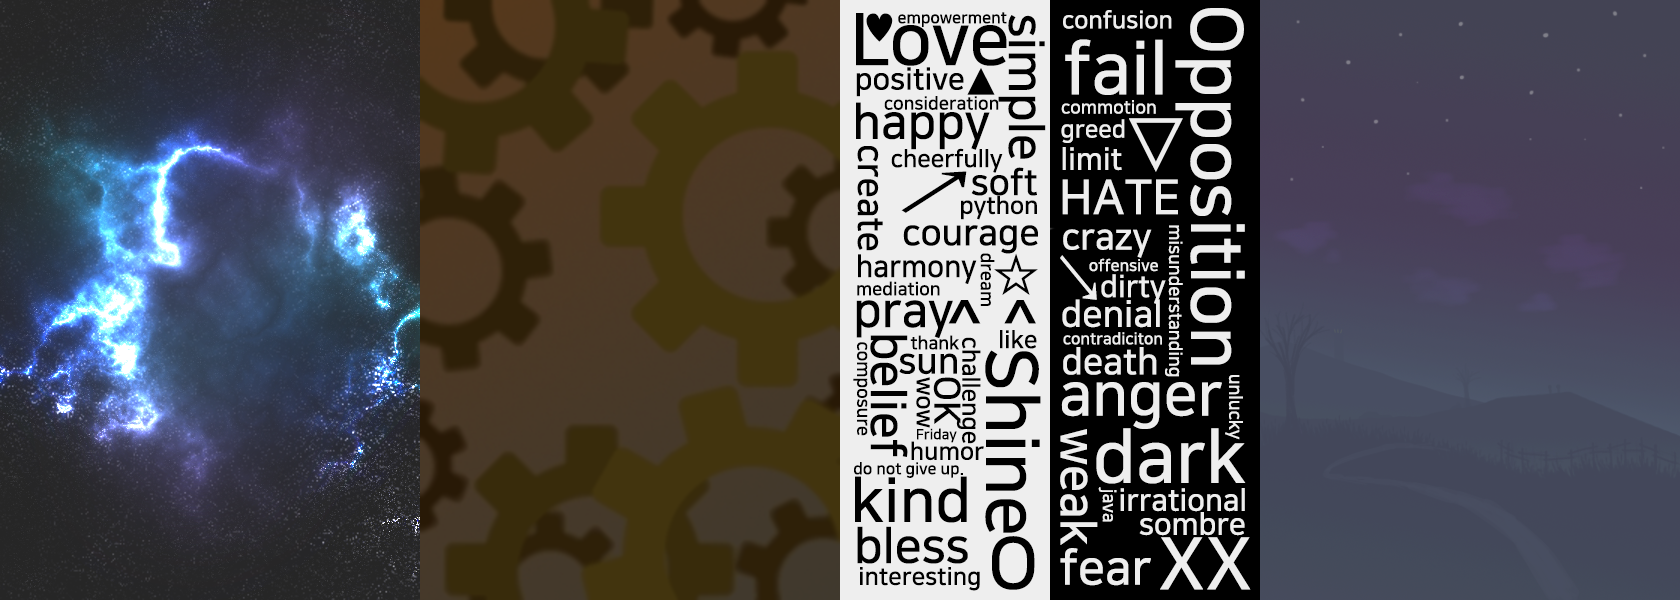 empowerment
Love
simple
positive
consideration
happy
create
cheerfully
soft
python
courage
harmony
dream
mediation
pray^ ^
like
thank
sun
challenge
composure
belief
wow
OK
Friday
humor
Shine
do not give up.
kind
bless
interesting
O
confusion
Opposition
fail
commotion
greed
limit
HATE
crazy
misunderstanding
offensive
dirty
denial
contradiciton
death
anger
unlucky
weak
dark
java
irrational
sombre
fear
XX